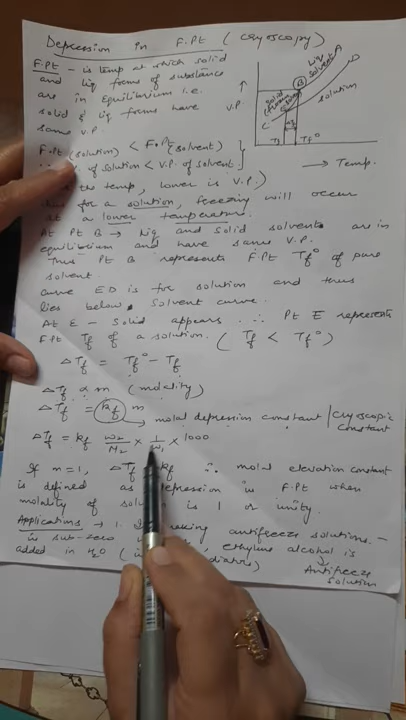 Depression in F.Pt (cryoscopy)
F.Pt - is temp at which solid
and liq forms of substance
are in equilibrium i.e.
solid & liq forms have
same v.p.
V.P.
B
Liq
solvent
A
D
solution
solid
C
Tf
Tf°
→ Temp.
F.Pt (solution) < F.Pt (solvent)
of solution < V.P. of solvent
the temp, lower is V.P.)
for a solution, freezing will occur
at a lower temperature.
At Pt B → Liq and solid solvents are in
equilibrium and have same V.P.
Thus Pt B represents F.Pt Tf° of pure
solvent.
Curve ED is for solution and thus
lies below solvent curve.
At E - Solid appears ∴ Pt E represents
F.Pt Tf of a solution. (Tf < Tf°)
ΔTf = Tf° - Tf
ΔTf ∝ m (molality)
ΔTf = kf m
→ molal depression constant / cryoscopic constant
ΔTf = kf w2/M2 × 1/w1 × 1000
If m = 1, ΔTf kf ∴ molal elevation constant
is defined as depression in F.Pt when
molality of solution is 1 or unity.
Applications → 1. making antifreeze solutions. -
in sub-zero ethylene alcohol is
added in H2O
→ Antifreeze
solution